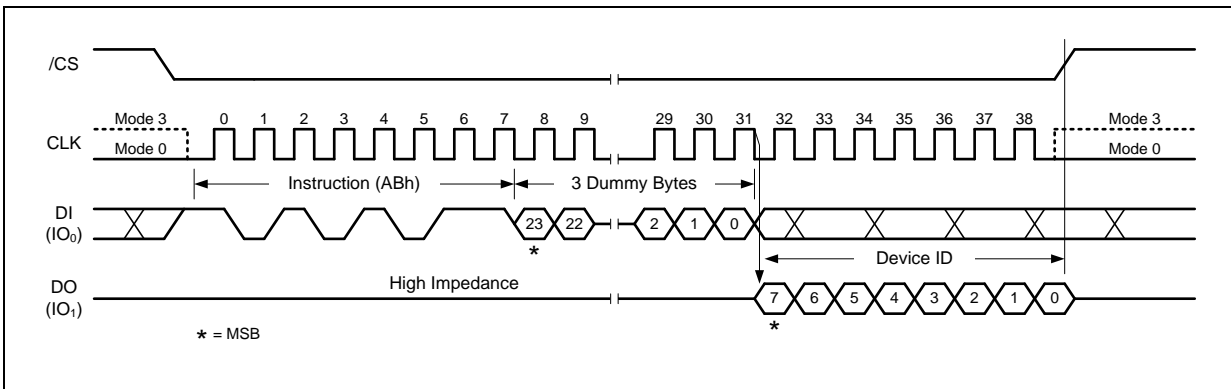 /CS
Mode 3 0 1 2 3 4 5 6 7 8 9 29 30 31 32 33 34 35 36 37 38 Mode 3
CLK
Mode 0 Mode 0
Instruction (ABh) 3 Dummy Bytes
DI
(IO₀)
23 22 2 1 0
*
Device ID
High Impedance
DO
(IO₁)
7 6 5 4 3 2 1 0
*
* = MSB